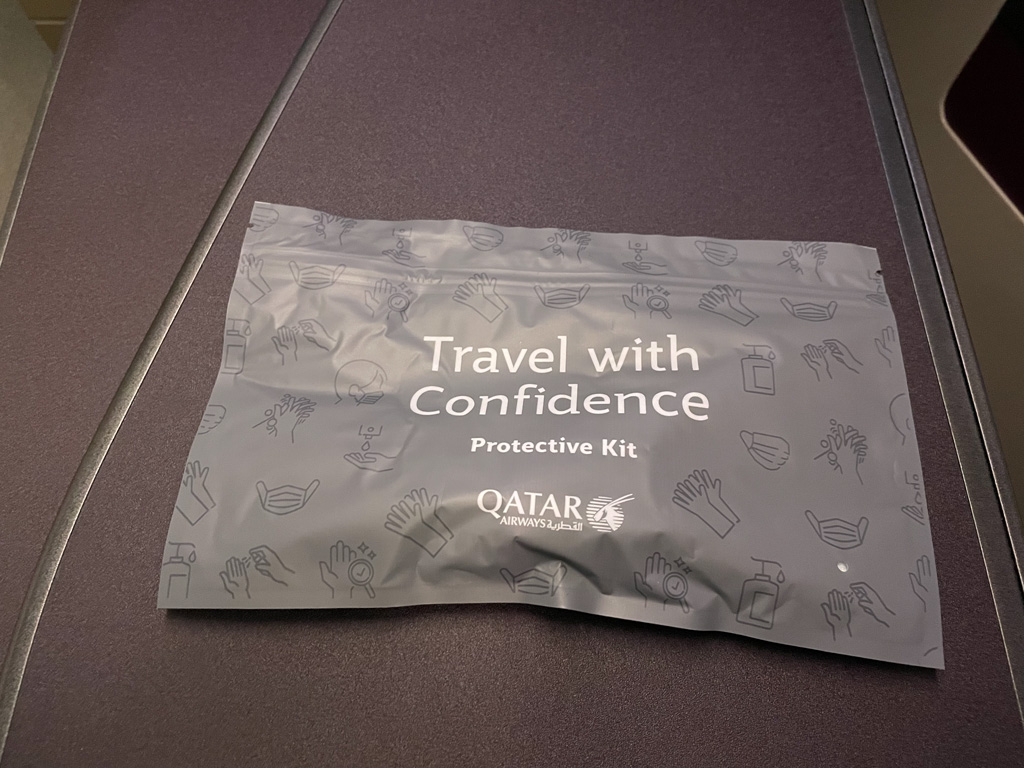 Travel with
Confidence
Protective Kit
QATAR
AIRWAYS القطرية